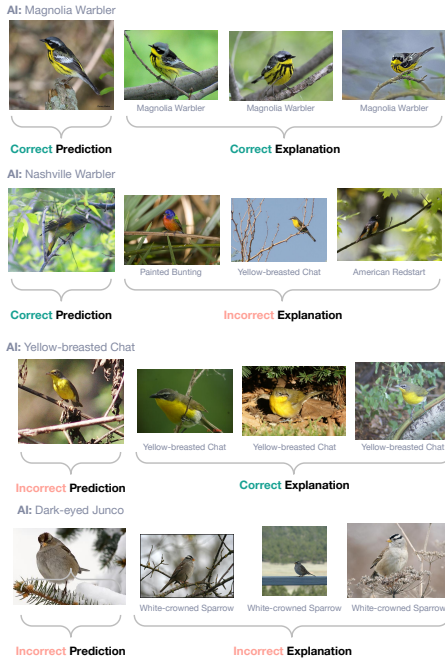 AI: Magnolia Warbler
Magnolia Warbler
Magnolia Warbler
Magnolia Warbler
Correct Prediction
Correct Explanation
AI: Nashville Warbler
Painted Bunting
Yellow-breasted Chat
American Redstart
Correct Prediction
Incorrect Explanation
AI: Yellow-breasted Chat
Yellow-breasted Chat
Yellow-breasted Chat
Yellow-breasted Chat
Incorrect Prediction
Correct Explanation
AI: Dark-eyed Junco
White-crowned Sparrow
White-crowned Sparrow
White-crowned Sparrow
Incorrect Prediction
Incorrect Explanation